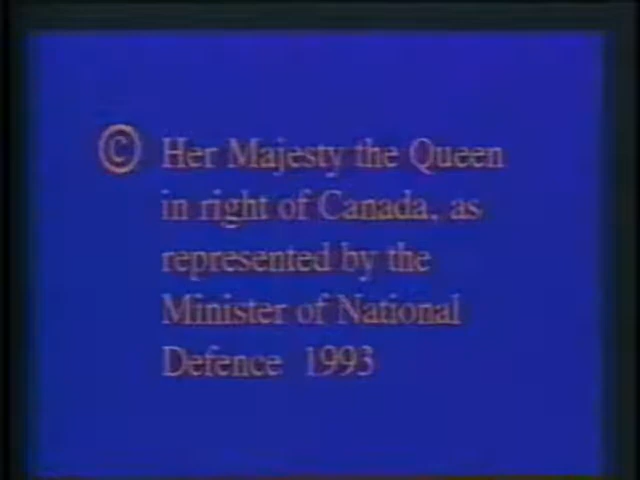 © Her Majesty the Queen
in right of Canada, as
represented by the
Minister of National
Defence 1993